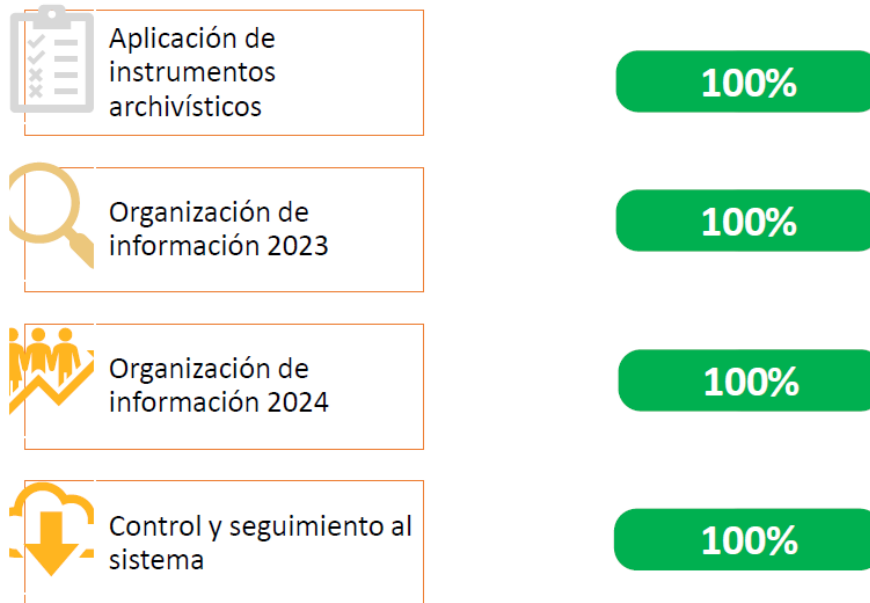 Aplicación de
instrumentos
archivísticos
100%
Organización de
información 2023
100%
Organización de
información 2024
100%
Control y seguimiento al
sistema
100%